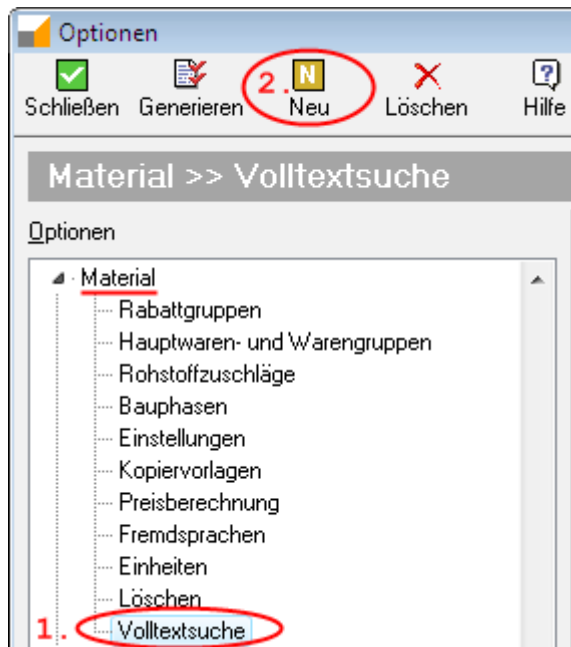 Optionen
2. N
Schließen Generieren Neu Löschen Hilfe
Material >> Volltextsuche
Optionen
Material
Rabattgruppen
Hauptwaren- und Warengruppen
Rohstoffzuschläge
Bauphasen
Einstellungen
Kopiervorlagen
Preisberechnung
Fremdsprachen
Einheiten
Löschen
1. Volltextsuche